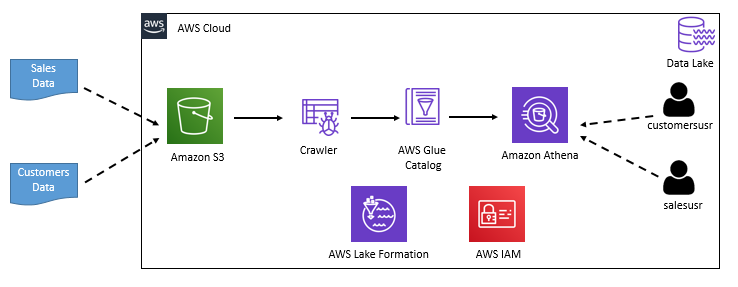 aws
AWS Cloud
Data Lake
Sales
Data
Customers
Data
Amazon S3
Crawler
AWS Glue
Catalog
Amazon Athena
customersusr
salesusr
AWS Lake Formation
AWS IAM